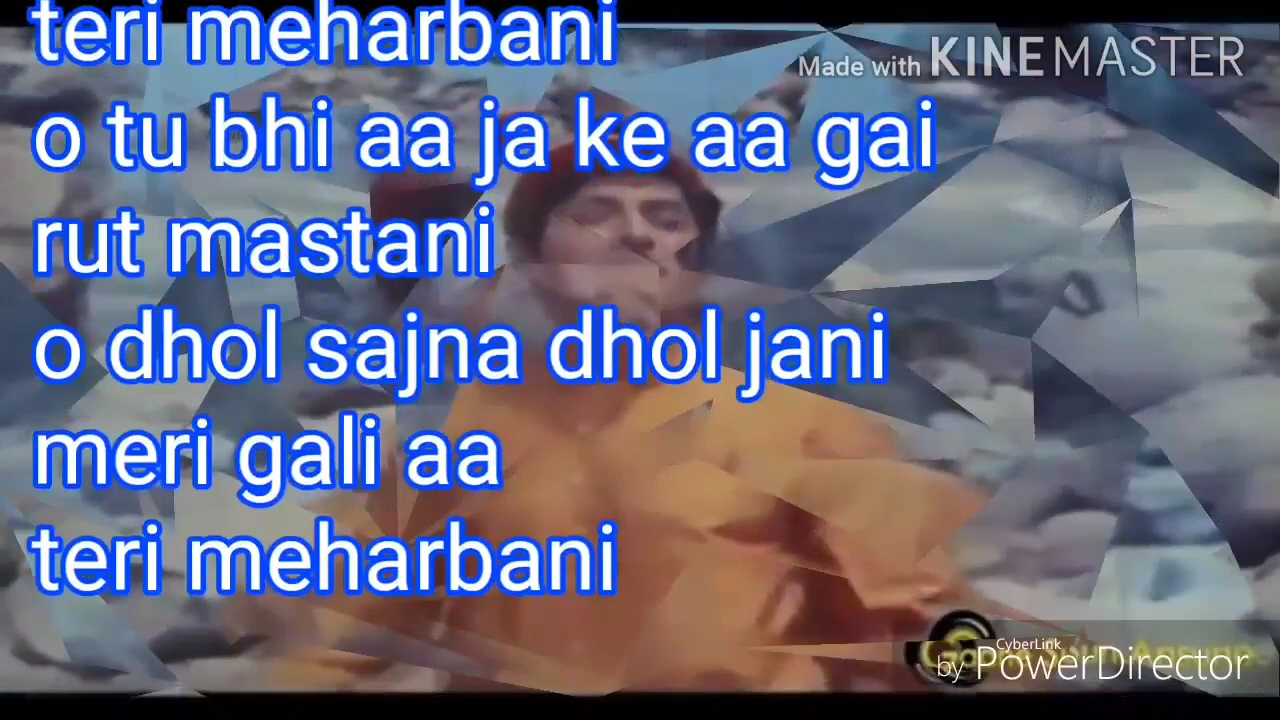 teri meharbani
Made with KINEMASTER
o tu bhi aa ja ke aa gai
rut mastani
o dhol sajna dhol jani
meri gali aa
teri meharbani
CyberLink
by PowerDirector